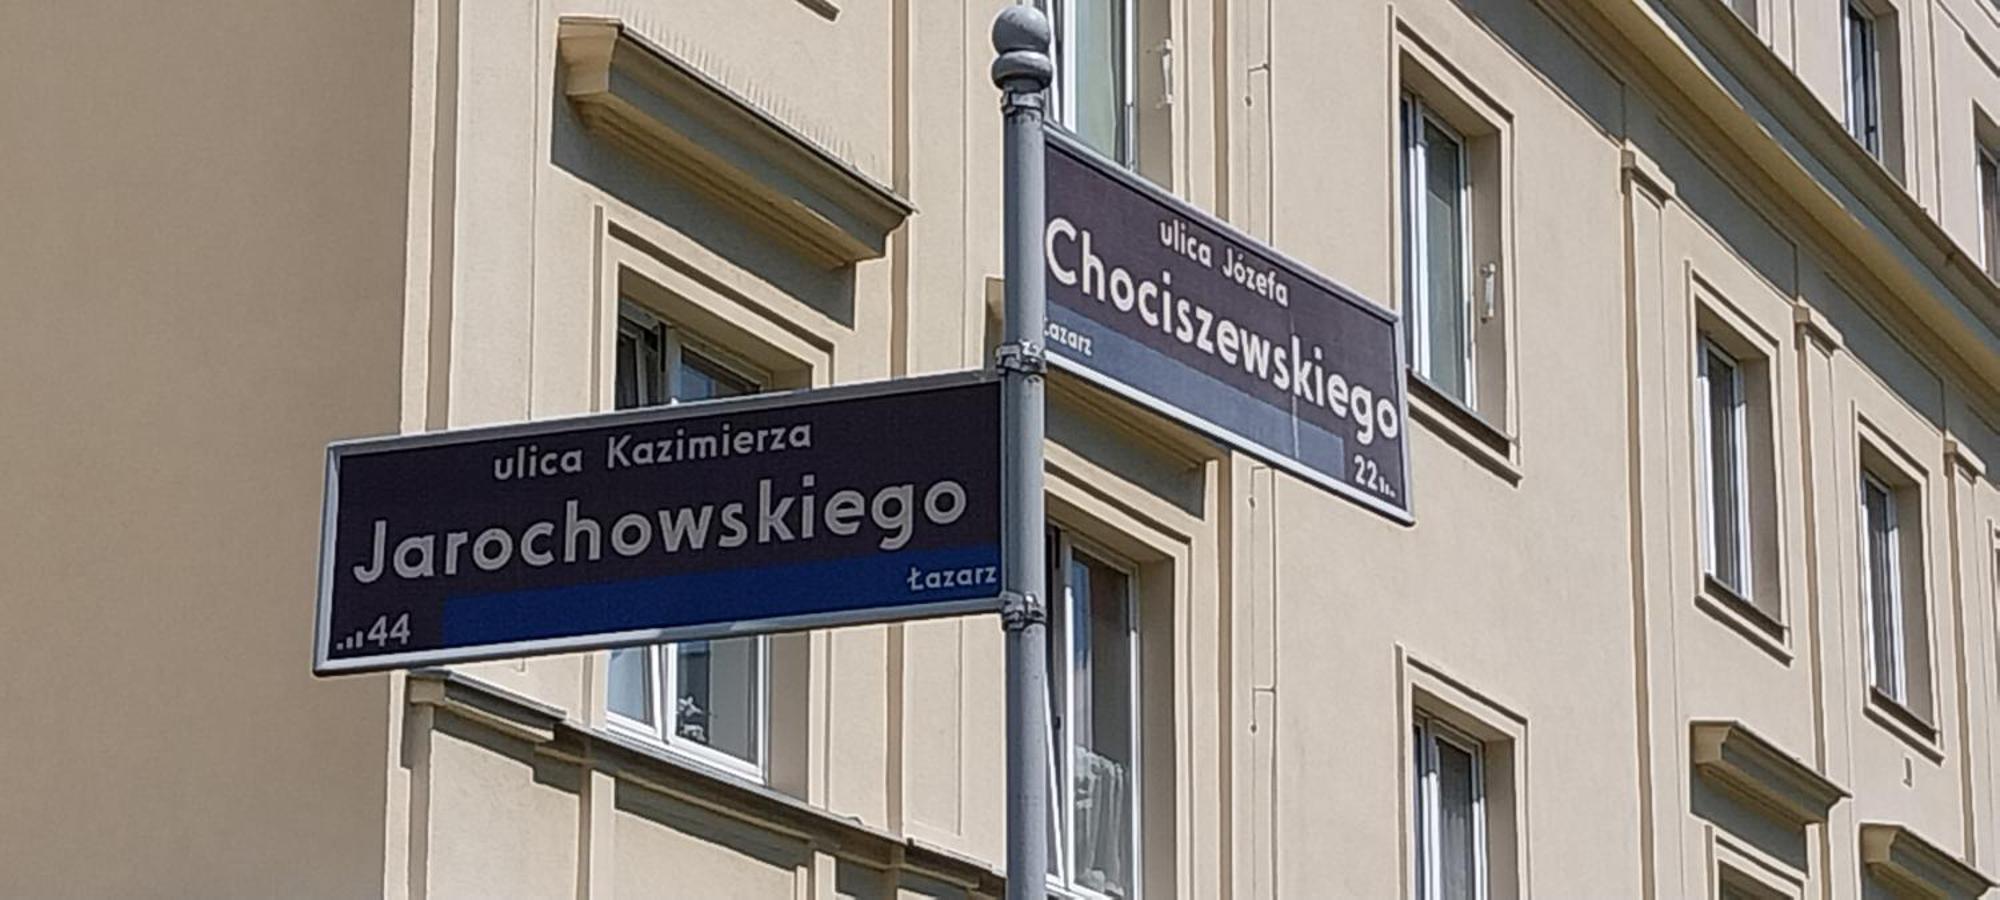 ulica Kazimierza
Jarochowskiego
Łazarz
44
ulica Józefa
Chociszewskiego
Łazarz
22